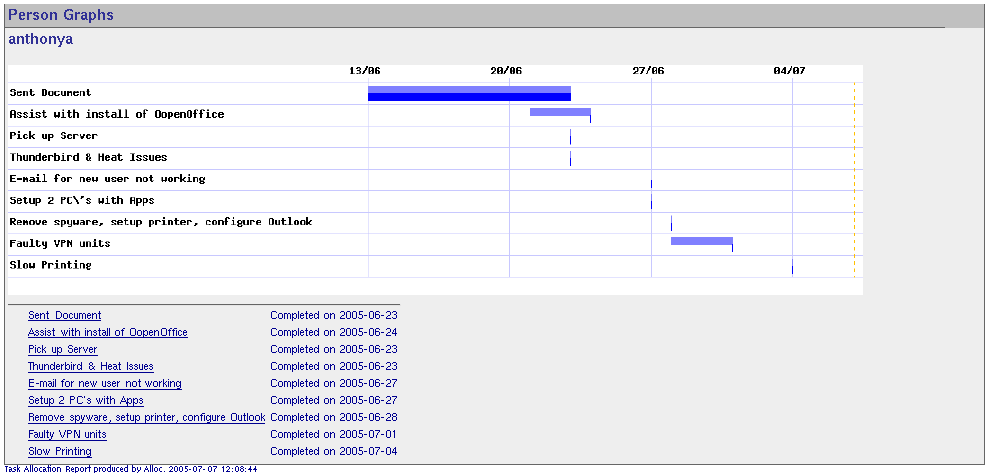 Person Graphs
anthonya
13/06 20/06 27/06 04/07
Sent Document
Assist with install of OopenOffice
Pick up Server
Thunderbird & Heat Issues
E-mail for new user not working
Setup 2 PC\'s with Apps
Remove spyware, setup printer, configure Outlook
Faulty VPN units
Slow Printing
Sent Document Completed on 2005-06-23
Assist with install of OopenOffice Completed on 2005-06-24
Pick up Server Completed on 2005-06-23
Thunderbird & Heat Issues Completed on 2005-06-23
E-mail for new user not working Completed on 2005-06-27
Setup 2 PC's with Apps Completed on 2005-06-27
Remove spyware, setup printer, configure Outlook Completed on 2005-06-28
Faulty VPN units Completed on 2005-07-01
Slow Printing Completed on 2005-07-04
Task Allocation Report produced by Alloc. 2005-07-07 12:08:44